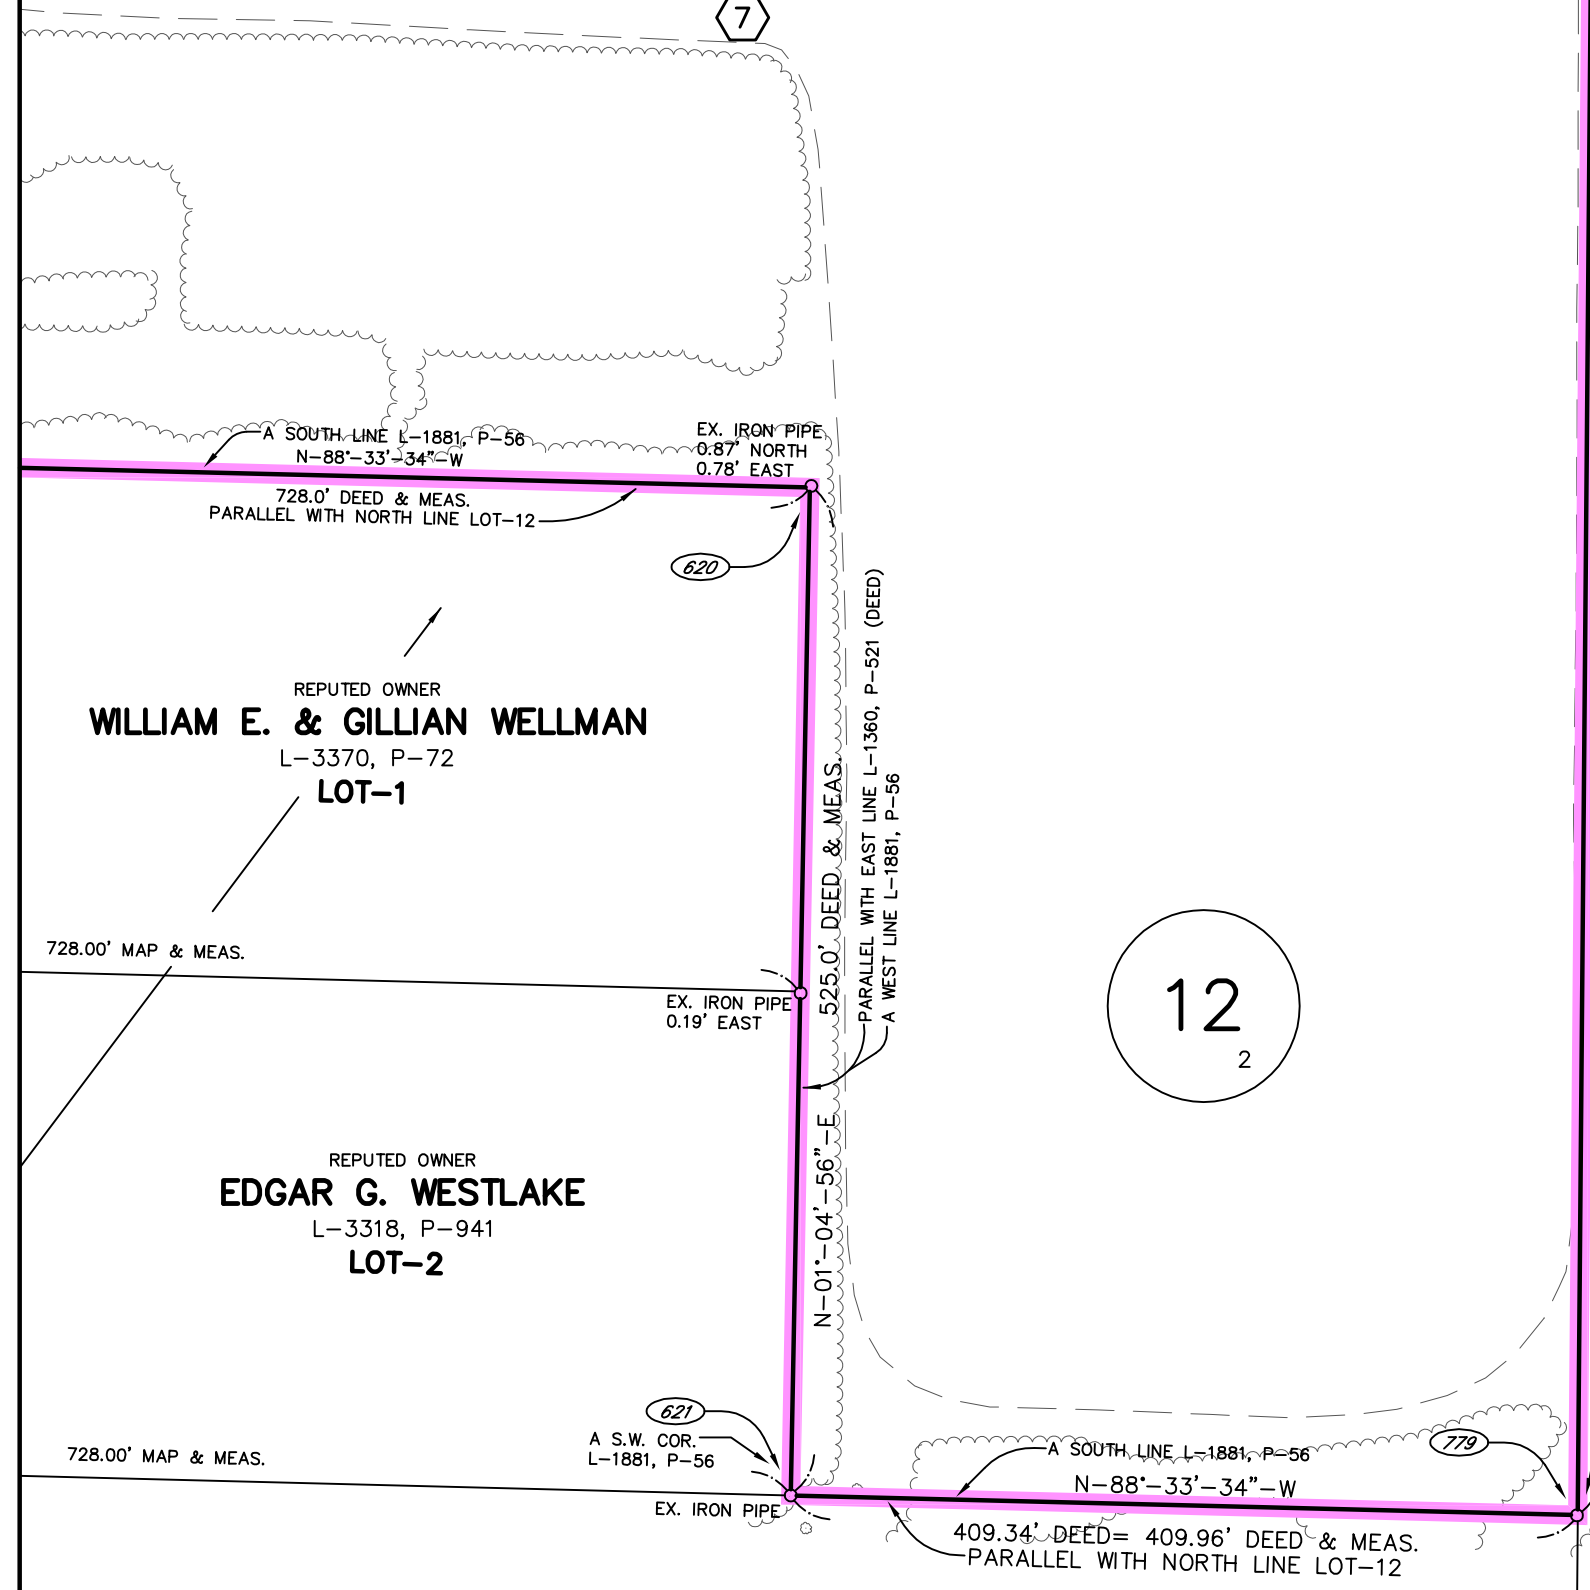 7
A SOUTH LINE L-1881, P-56
N-88°-33'-34"-W
EX. IRON PIPE
0.87' NORTH
0.78' EAST
728.0' DEED & MEAS.
PARALLEL WITH NORTH LINE LOT-12
620
REPUTED OWNER
WILLIAM E. & GILLIAN WELLMAN
L-3370, P-72
LOT-1
525.0' DEED & MEAS.
PARALLEL WITH EAST LINE L-1360, P-521 (DEED)
A WEST LINE L-1881, P-56
728.00' MAP & MEAS.
EX. IRON PIPE
0.19' EAST
12
2
N-01°-04'-56"-E
REPUTED OWNER
EDGAR G. WESTLAKE
L-3318, P-941
LOT-2
621
A S.W. COR.
L-1881, P-56
728.00' MAP & MEAS.
EX. IRON PIPE
779
A SOUTH LINE L-1881, P-56
N-88°-33'-34"-W
409.34' DEED= 409.96' DEED & MEAS.
PARALLEL WITH NORTH LINE LOT-12